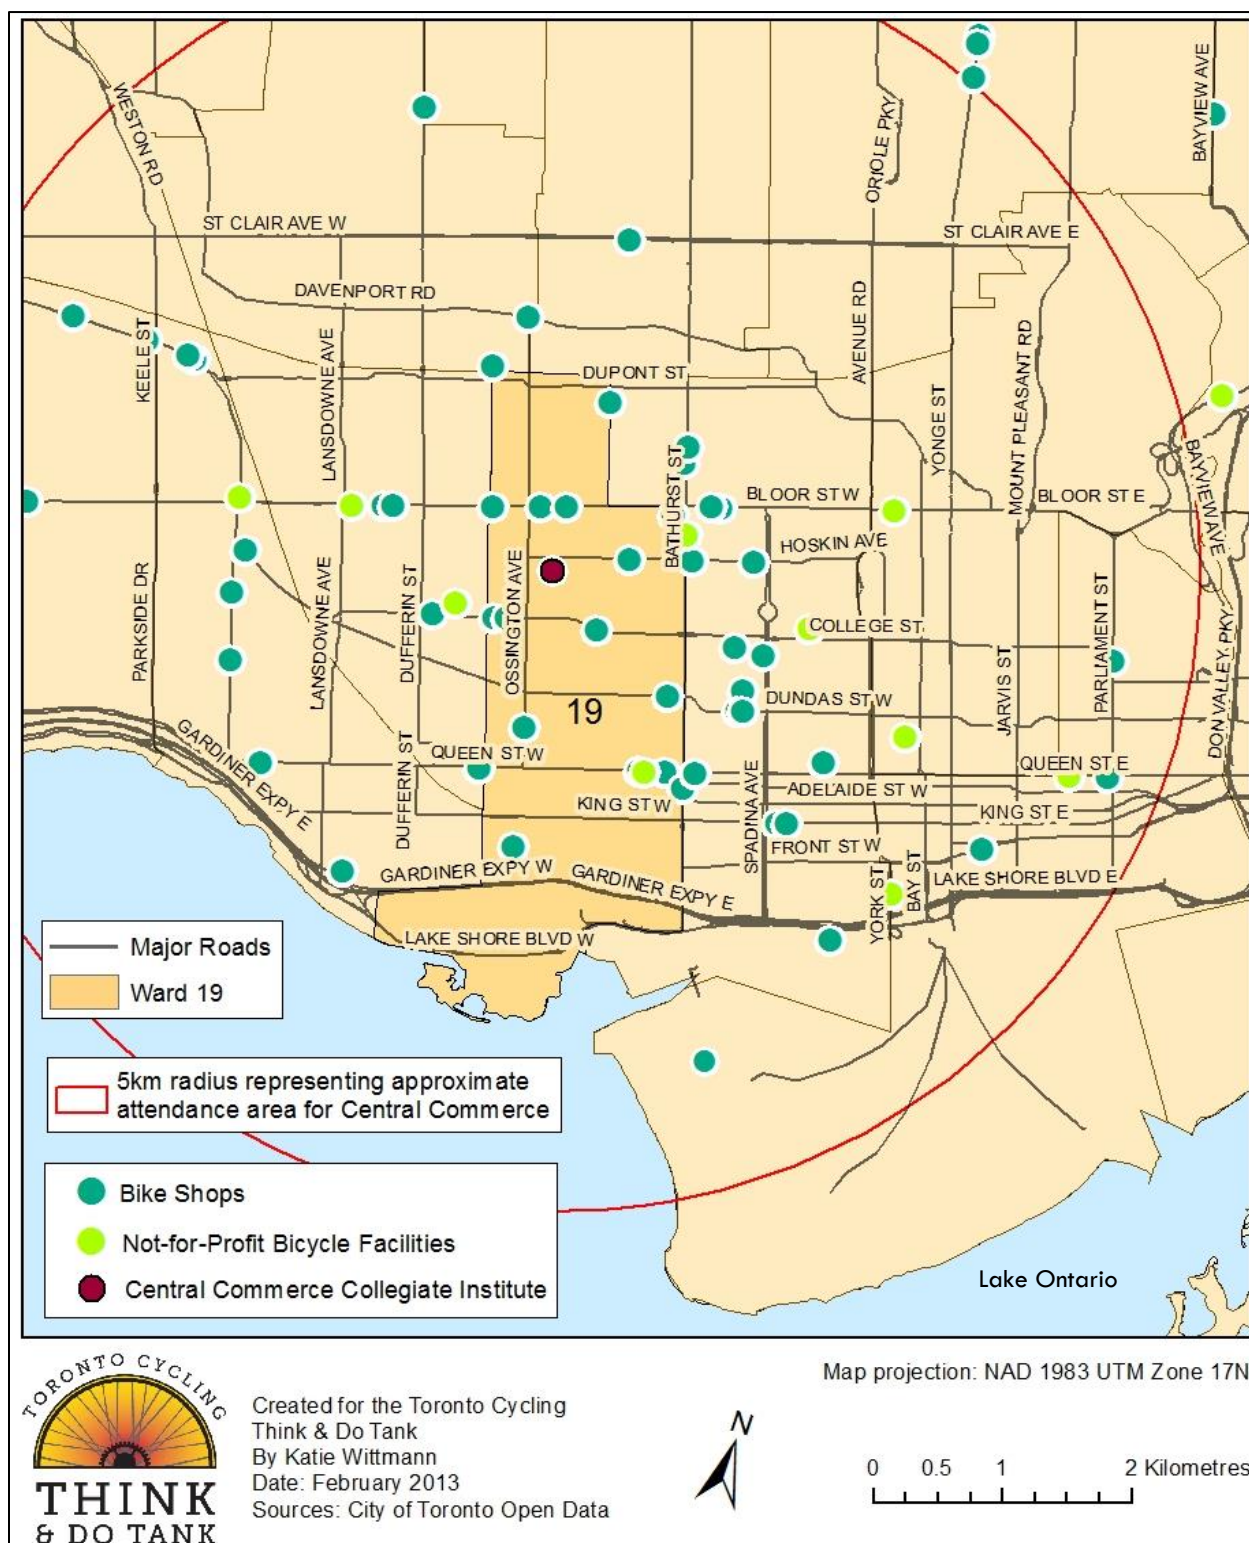 WESTON RD
ORIOLE PKY
BAYVIEW AVE
ST CLAIR AVE W
ST CLAIR AVE E
DAVENPORT RD
KEELE ST
LANSDOWNE AVE
AVENUE RD
YONGE ST
MOUNT PLEASANT RD
DUPONT ST
BATHURST ST
BLOOR ST W
BLOOR ST E
BAYVIEW AVE
HOSKIN AVE
PARKSIDE DR
LANSDOWNE AVE
DUFFERIN ST
OSSINGTON AVE
COLLEGE ST
JARVIS ST
PARLIAMENT ST
DON VALLEY PKY
DUNDAS ST W
19
GARDINER EXPY E
DUFFERIN ST
QUEEN ST W
SPADINA AVE
QUEEN ST E
ADELAIDE ST W
KING ST W
KING ST E
FRONT ST W
GARDINER EXPY W
GARDINER EXPY E
YORK ST
BAY ST
LAKE SHORE BLVD E
LAKE SHORE BLVD W
Major Roads
Ward 19
5km radius representing approximate
attendance area for Central Commerce
Bike Shops
Not-for-Profit Bicycle Facilities
Central Commerce Collegiate Institute
Lake Ontario
TORONTO CYCLING
THINK
& DO TANK
Created for the Toronto Cycling
Think & Do Tank
By Katie Wittmann
Date: February 2013
Sources: City of Toronto Open Data
Map projection: NAD 1983 UTM Zone 17N
N
0 0.5 1 2 Kilometres